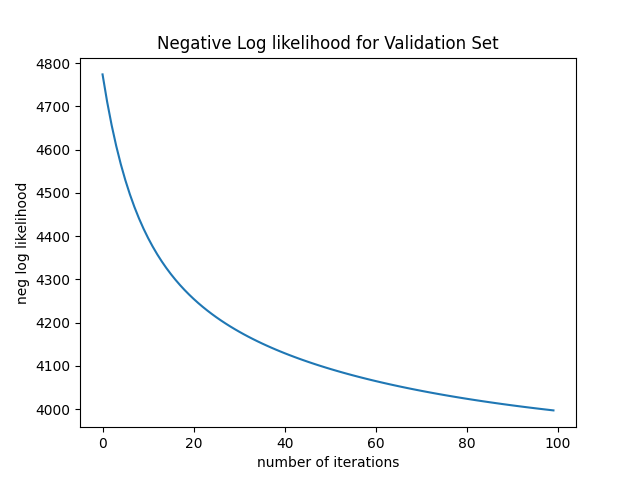 Negative Log likelihood for Validation Set
4800
4700
4600
4500
4400
4300
4200
4100
4000
neg log likelihood
0 20 40 60 80 100
number of iterations